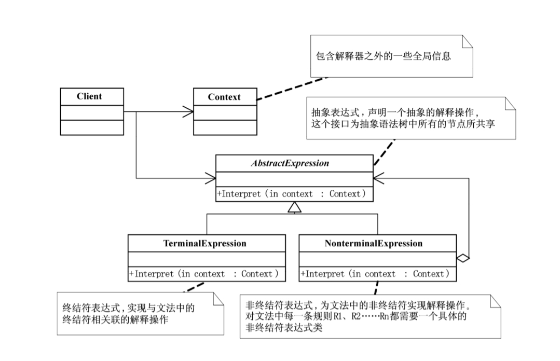 包含解释器之外的一些全局信息
Client
Context
抽象表达式，声明一个抽象的解释操作，
这个接口为抽象语法树中所有的节点所共享
AbstractExpression
+Interpret(in context : Context)
TerminalExpression
+Interpret(in context : Context)
NonterminalExpression
+Interpret(in context : Context)
终结符表达式，实现与文法中的
终结符相关联的解释操作
非终结符表达式，为文法中的非终结符实现解释操作，
对文法中每一条规则R1、R2……Rn都需要一个具体的
非终结符表达式类